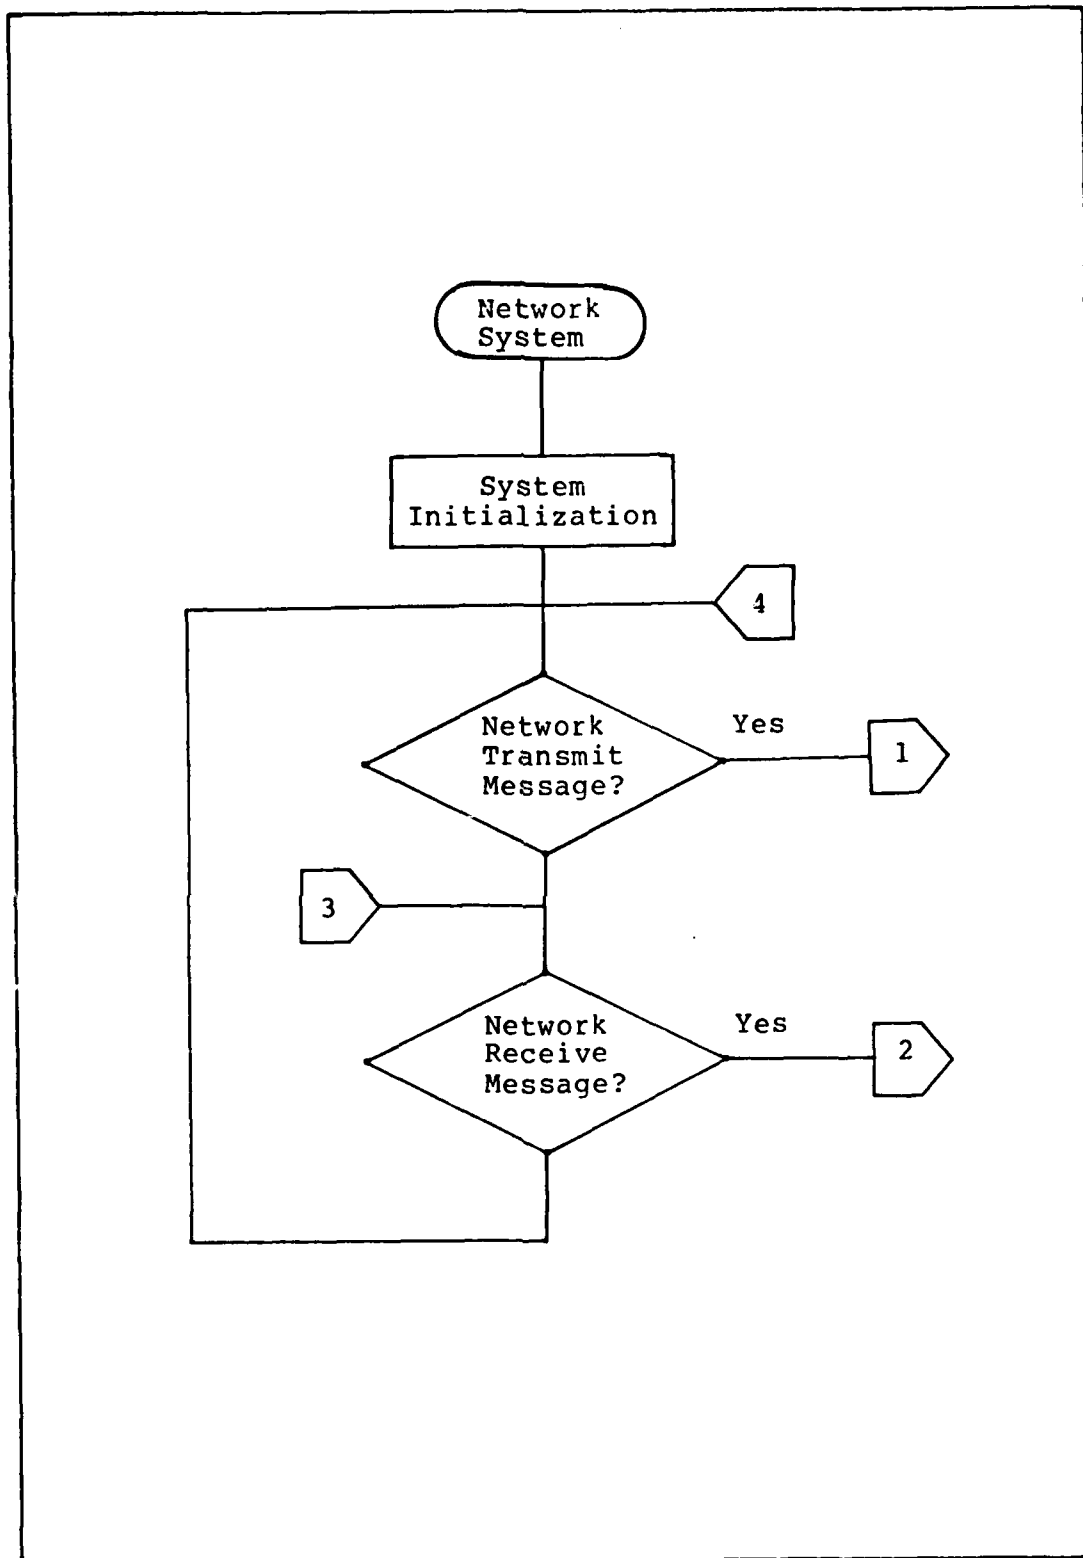 Network
System
System
Initialization
4
Network
Transmit
Message?
Yes
1
3
Network
Receive
Message?
Yes
2